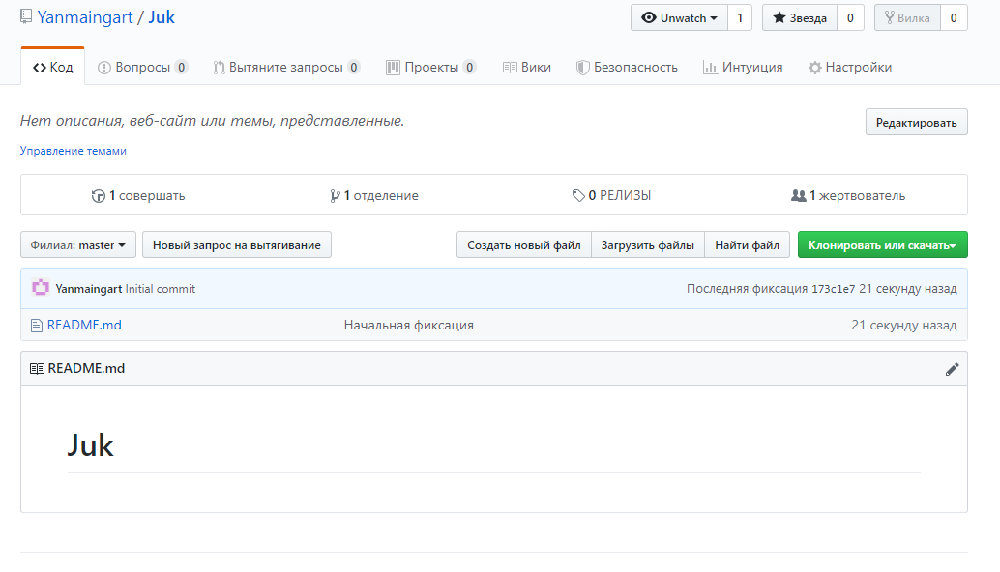 Yanmaingart / Juk
Unwatch 1 Звезда 0 Вилка 0
Код Вопросы 0 Вытяните запросы 0 Проекты 0 Вики Безопасность Интуиция Настройки
Нет описания, веб-сайт или темы, представленные.
Редактировать
Управление темами
1 совершать 1 отделение 0 РЕЛИЗЫ 1 жертвователь
Филиал: master Новый запрос на вытягивание Создать новый файл Загрузить файлы Найти файл Клонировать или скачать
Yanmaingart Initial commit Последняя фиксация 173c1e7 21 секунду назад
README.md Начальная фиксация 21 секунду назад
README.md
Juk